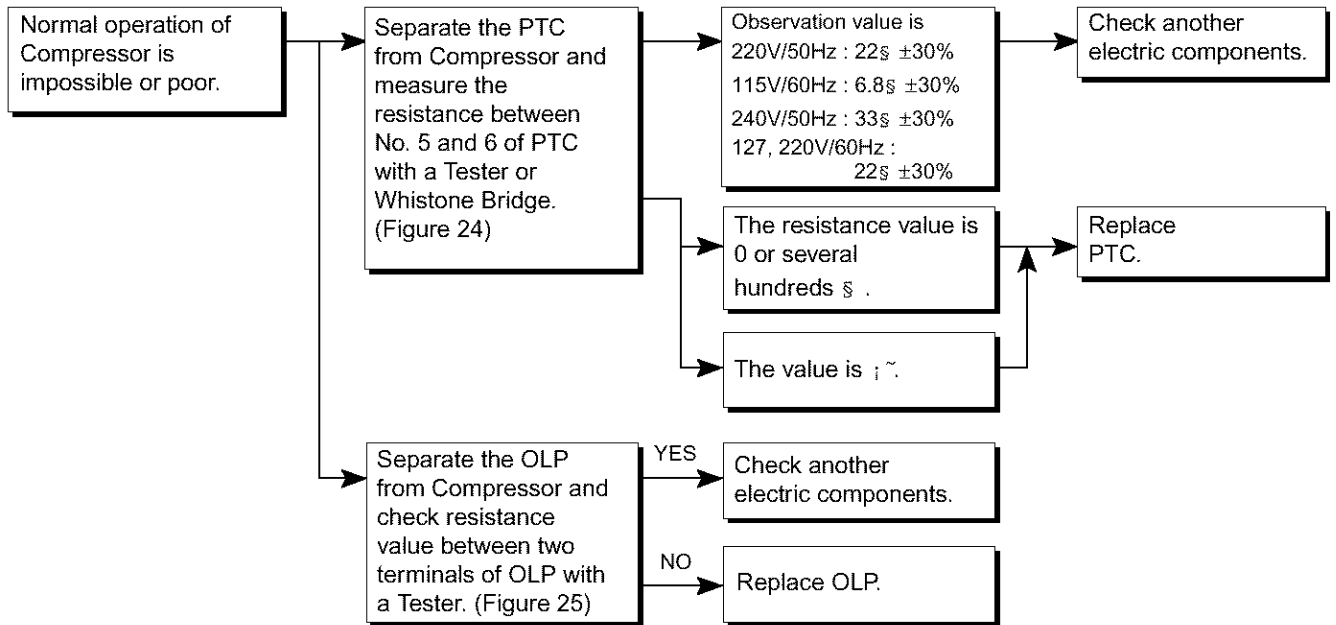 Normal operation of
Compressor is
impossible or poor.
Separate the PTC
from Compressor and
measure the
resistance between
No. 5 and 6 of PTC
with a Tester or
Whistone Bridge.
(Figure 24)
Observation value is
220V/50Hz : 22§ ±30%
115V/60Hz : 6.8§ ±30%
240V/50Hz : 33§ ±30%
127, 220V/60Hz :
22§ ±30%
Check another
electric components.
The resistance value is
0 or several
hundreds § .
Replace
PTC.
The value is ¡ ˜.
Separate the OLP
from Compressor and
check resistance
value between two
terminals of OLP with
a Tester. (Figure 25)
YES
Check another
electric components.
NO
Replace OLP.